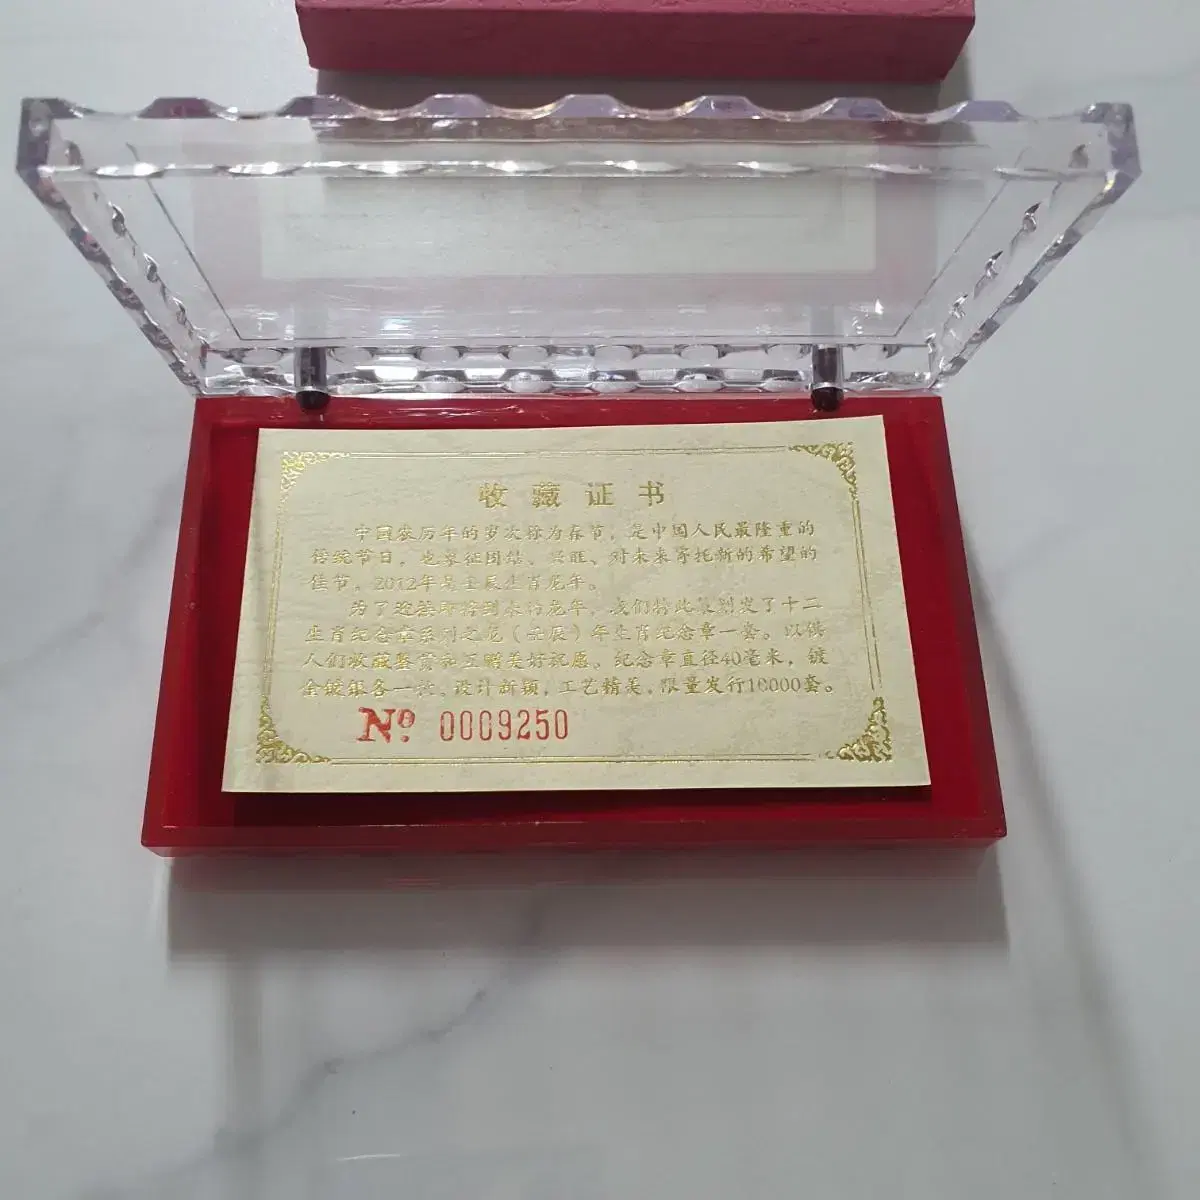 收藏证书
中国农历年的岁次称为春节，是中国人民最隆重的
传统节日，也象征团结、兴旺、对未来寄托新的希望的
佳节。2012年是壬辰生肖龙年。
为了迎接即将到来的龙年，我们特此策划发了十二
生肖纪念章系列之龙（壬辰）年生肖纪念章一套。以供
人们收藏鉴赏和互赠美好祝愿。纪念章直径40毫米，镀
金镀银各一枚，设计新颖，工艺精美，限量发行10000套。
№ 0009250